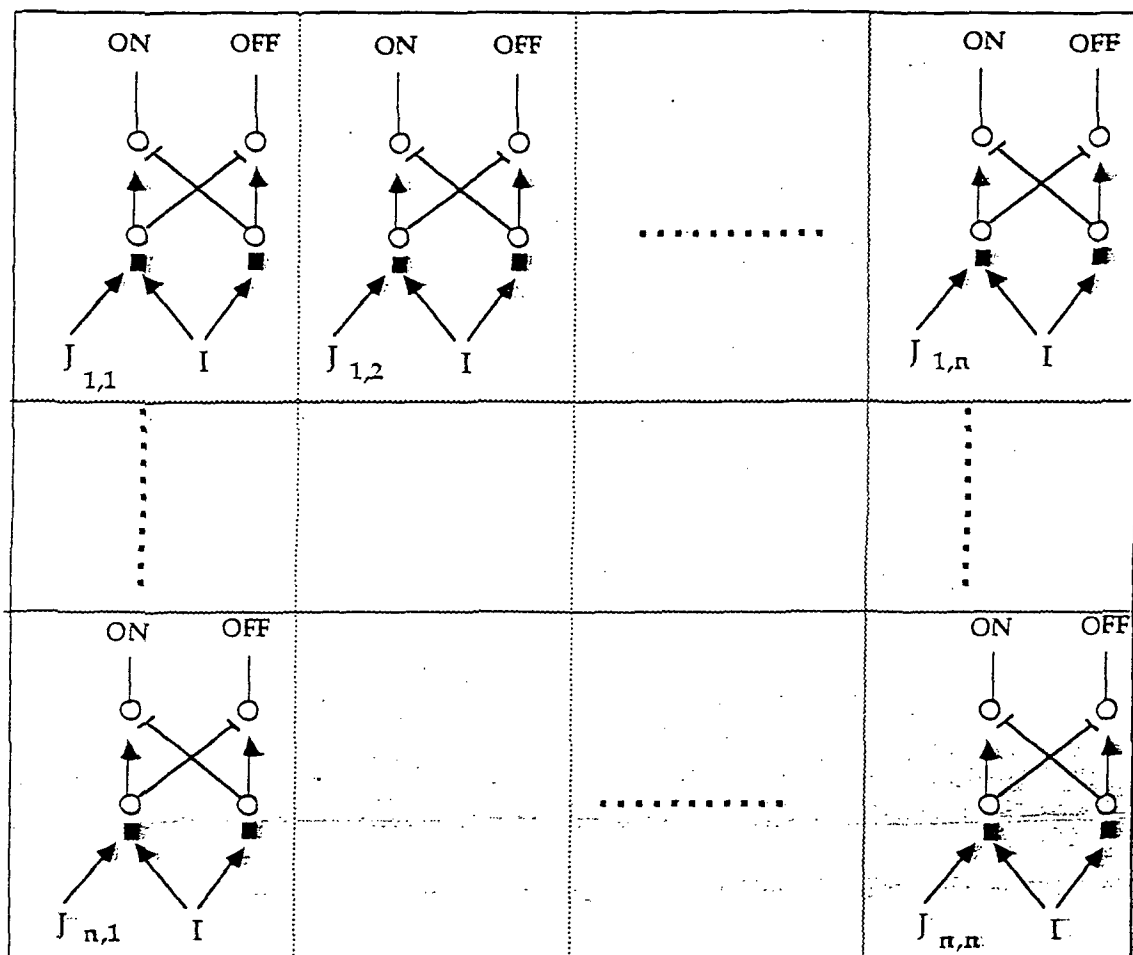 ON OFF ON OFF ON OFF
J 1,1 I J 1,2 I J 1,n I
ON OFF ON OFF
J n,1 I J n,n I